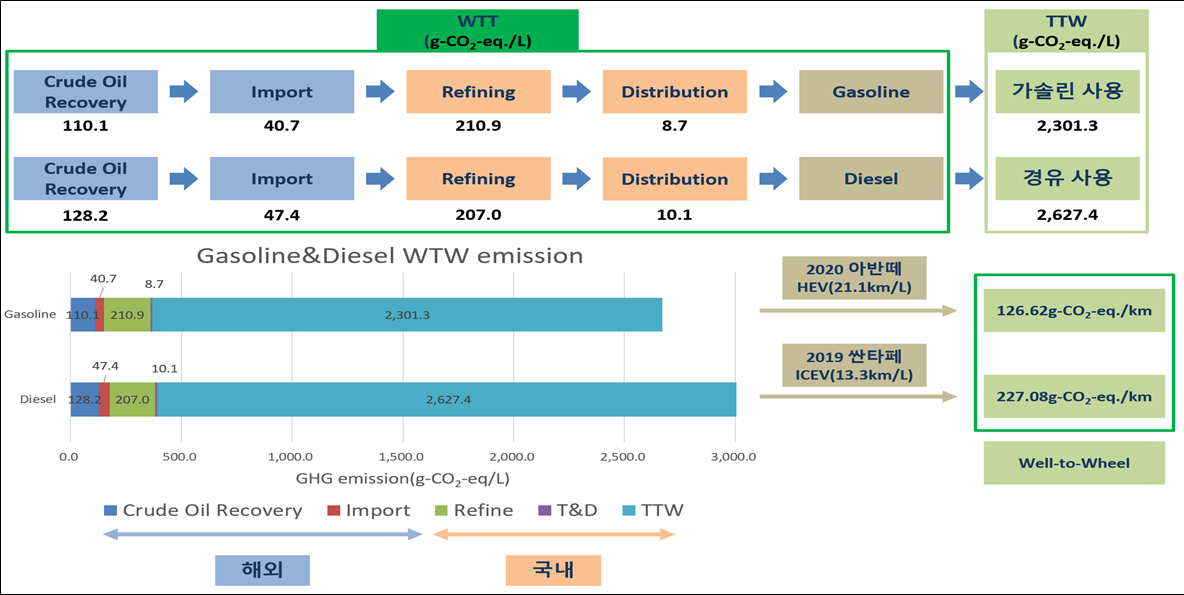 WTT
(g-CO₂-eq./L)
TTW
(g-CO₂-eq./L)
Crude Oil
Recovery
Import
Refining
Distribution
Gasoline
가솔린 사용
110.1
40.7
210.9
8.7
2,301.3
Crude Oil
Recovery
Import
Refining
Distribution
Diesel
경유 사용
128.2
47.4
207.0
10.1
2,627.4
Gasoline&Diesel WTW emission
40.7
8.7
Gasoline
110.1
210.9
2,301.3
47.4
10.1
Diesel
128.2
207.0
2,627.4
0.0
500.0
1,000.0
1,500.0
2,000.0
2,500.0
3,000.0
GHG emission(g-CO₂-eq/L)
Crude Oil Recovery
Import
Refine
T&D
TTW
해외
국내
2020 아반떼
HEV(21.1km/L)
126.62g-CO₂-eq./km
2019 싼타페
ICEV(13.3km/L)
227.08g-CO₂-eq./km
Well-to-Wheel